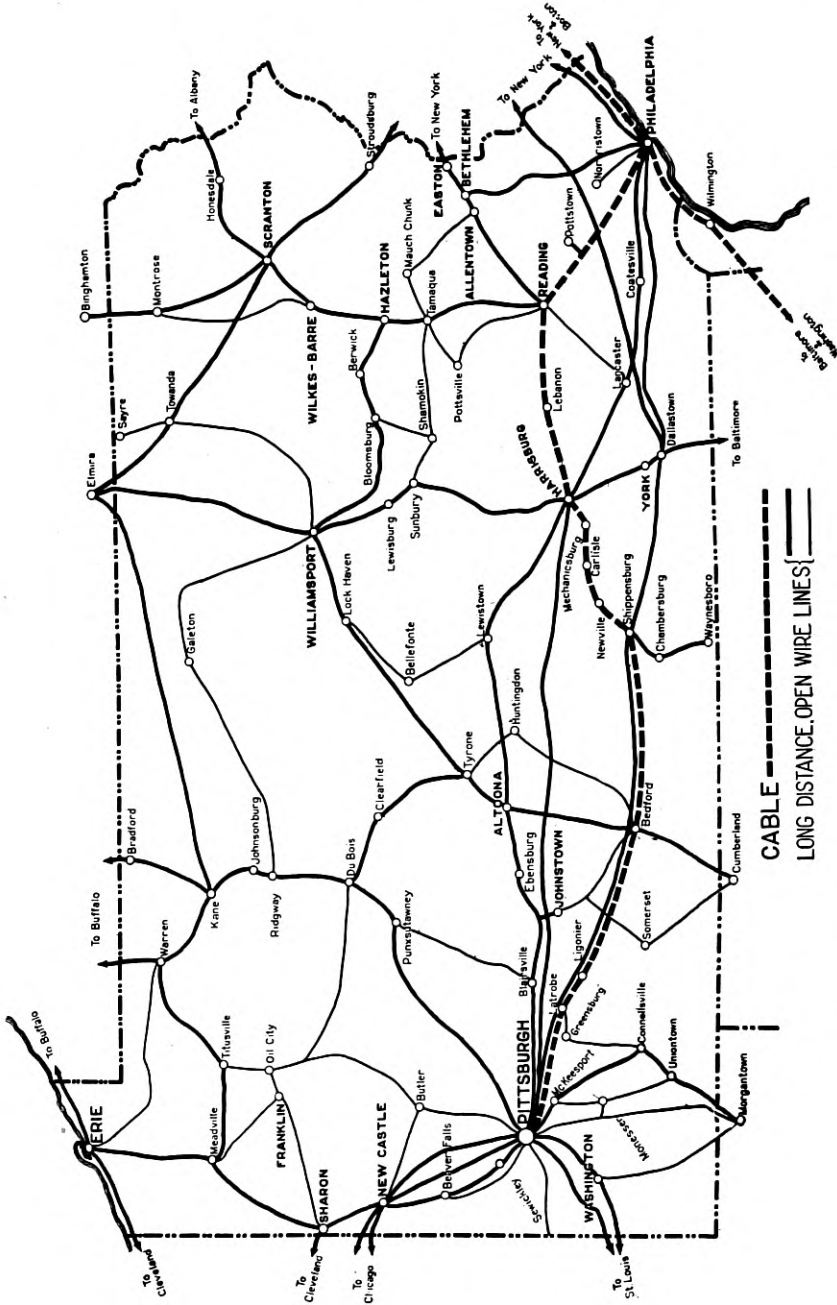 To Buffalo
ERIE
To
Cleveland
To Buffalo
Warren
Bradford
Elmira
Sayre
Binghamton
Montrose
To Albany
Honesdale
Towanda
SCRANTON
Stroudsburg
Kane
Johnsonburg
Ridgway
Galeton
Meadville
Titusville
Oil City
FRANKLIN
SHARON
To
Cleveland
Du Bois
Clearfield
WILLIAMSPORT
Lock Haven
WILKES-BARRE
Berwick
Bloomsburg
HAZLETON
Mauch Chunk
EASTON
To New York
BETHLEHEM
ALLENTOWN
NEW CASTLE
To
Chicago
Butler
Beaver Falls
Punxsutawney
Tyrone
Bellefonte
Lewisburg
Sunbury
Shamokin
Tamaqua
Pottsville
Lewistown
Huntingdon
ALTOONA
Ebensburg
JOHNSTOWN
Blairsville
PITTSBURGH
Sewickley
McKeesport
Latrobe
Greensburg
Ligonier
HARRISBURG
Lebanon
READING
Pottstown
Norristown
To New York
To New York
&
Boston
PHILADELPHIA
Mechanicsburg
Carlisle
Newville
Shippensburg
Lancaster
Coatesville
Wilmington
WASHINGTON
To
St.Louis
Monessen
Connellsville
Uniontown
Morgantown
Somerset
Bedford
Cumberland
Chambersburg
Waynesboro
YORK
Dallastown
To Baltimore
To
Baltimore
&
Washington
CABLE
LONG DISTANCE, OPEN WIRE LINES